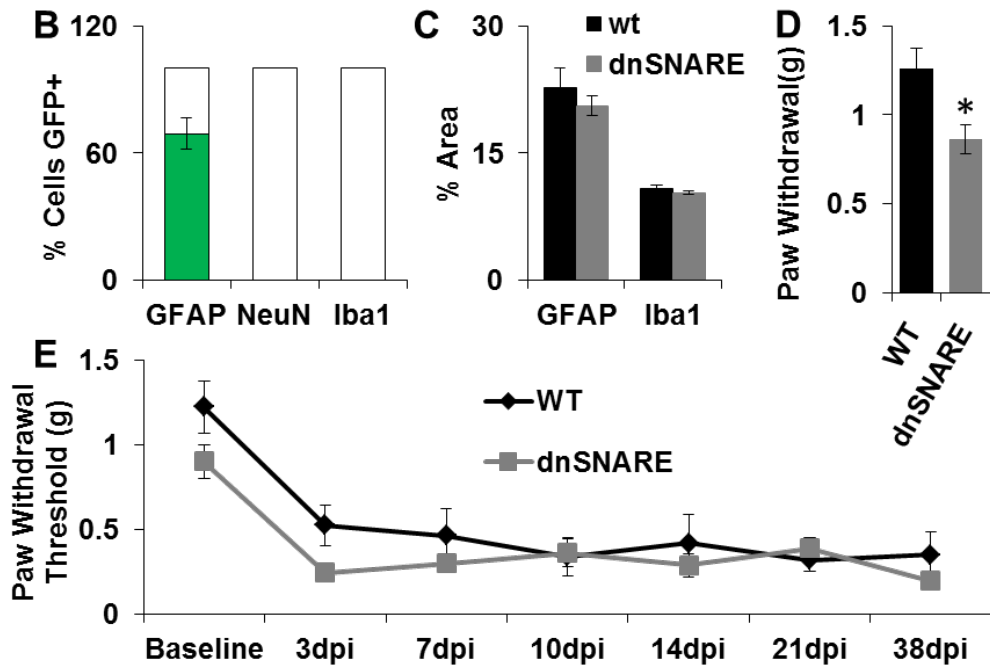 B
120
60
0
% Cells GFP+
GFAP NeuN Iba1
C
30
15
0
% Area
wt
dnSNARE
GFAP Iba1
D
1.5
1
0.5
0
Paw Withdrawal(g)
*
WT
dnSNARE
E
1.5
1
0.5
0
Paw Withdrawal
Threshold (g)
WT
dnSNARE
Baseline 3dpi 7dpi 10dpi 14dpi 21dpi 38dpi